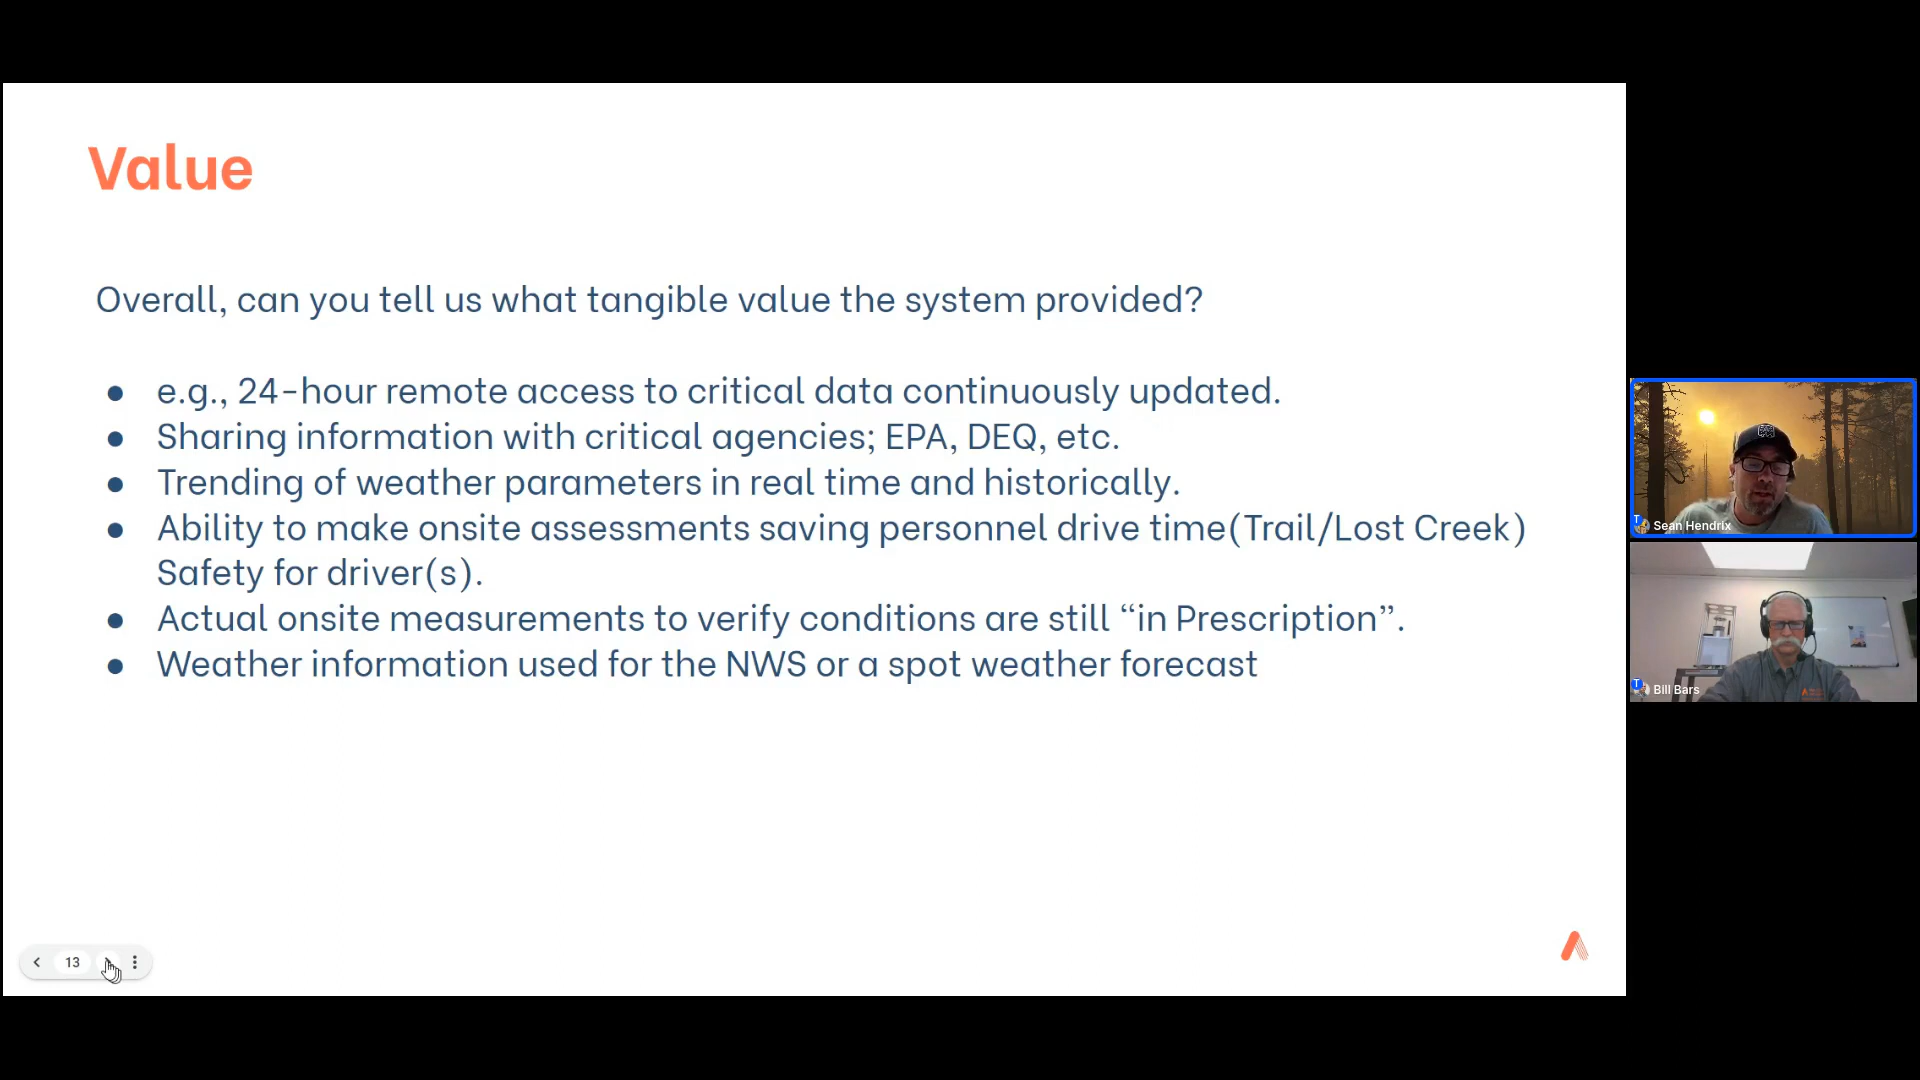 Value
Overall, can you tell us what tangible value the system provided?
● e.g., 24-hour remote access to critical data continuously updated.
● Sharing information with critical agencies; EPA, DEQ, etc.
● Trending of weather parameters in real time and historically.
● Ability to make onsite assessments saving personnel drive time(Trail/Lost Creek)
Safety for driver(s).
● Actual onsite measurements to verify conditions are still “in Prescription”.
● Weather information used for the NWS or a spot weather forecast
13
Sean Hendrix
Bill Bars